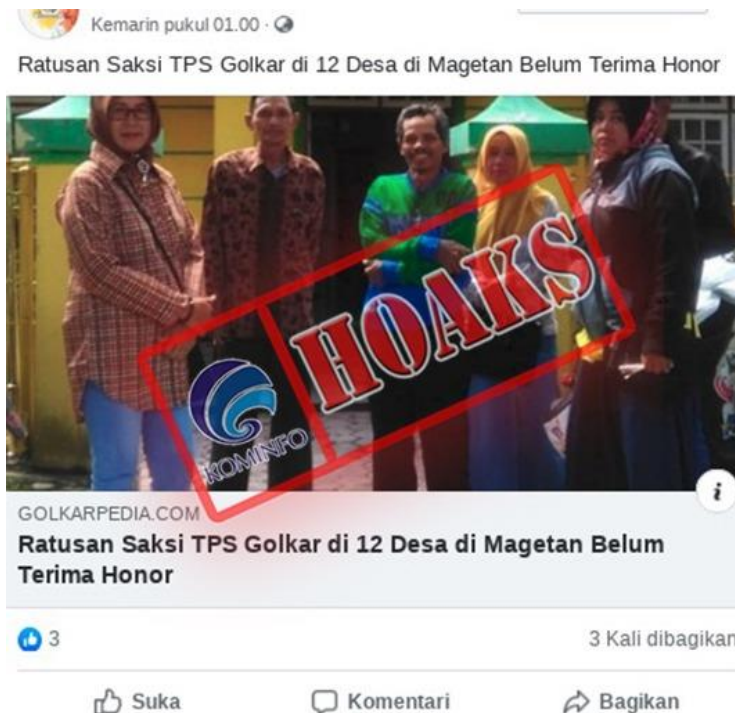 Kemarin pukul 01.00 ·
Ratusan Saksi TPS Golkar di 12 Desa di Magetan Belum Terima Honor
HOAKS
KOMINFO
GOLKARPEDIA.COM
Ratusan Saksi TPS Golkar di 12 Desa di Magetan Belum
Terima Honor
3
3 Kali dibagikan
Suka
Komentari
Bagikan